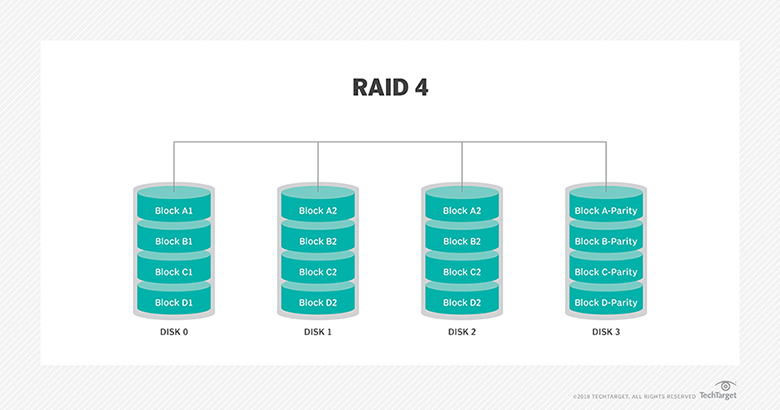 RAID 4
Block A1 Block A2 Block A2 Block A-Parity
Block B1 Block B2 Block B2 Block B-Parity
Block C1 Block C2 Block C2 Block C-Parity
Block D1 Block D2 Block D2 Block D-Parity
DISK 0 DISK 1 DISK 2 DISK 3
©2018 TECHTARGET. ALL RIGHTS RESERVED TechTarget